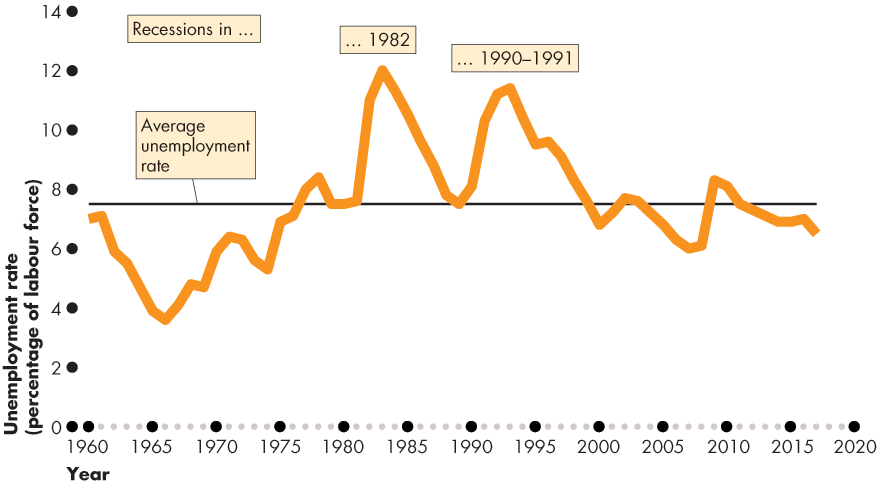 14
Recessions in ...
... 1982
... 1990–1991
12
Average
unemployment
rate
10
8
6
4
2
0
Unemployment rate
(percentage of labour force)
1960 1965 1970 1975 1980 1985 1990 1995 2000 2005 2010 2015 2020
Year